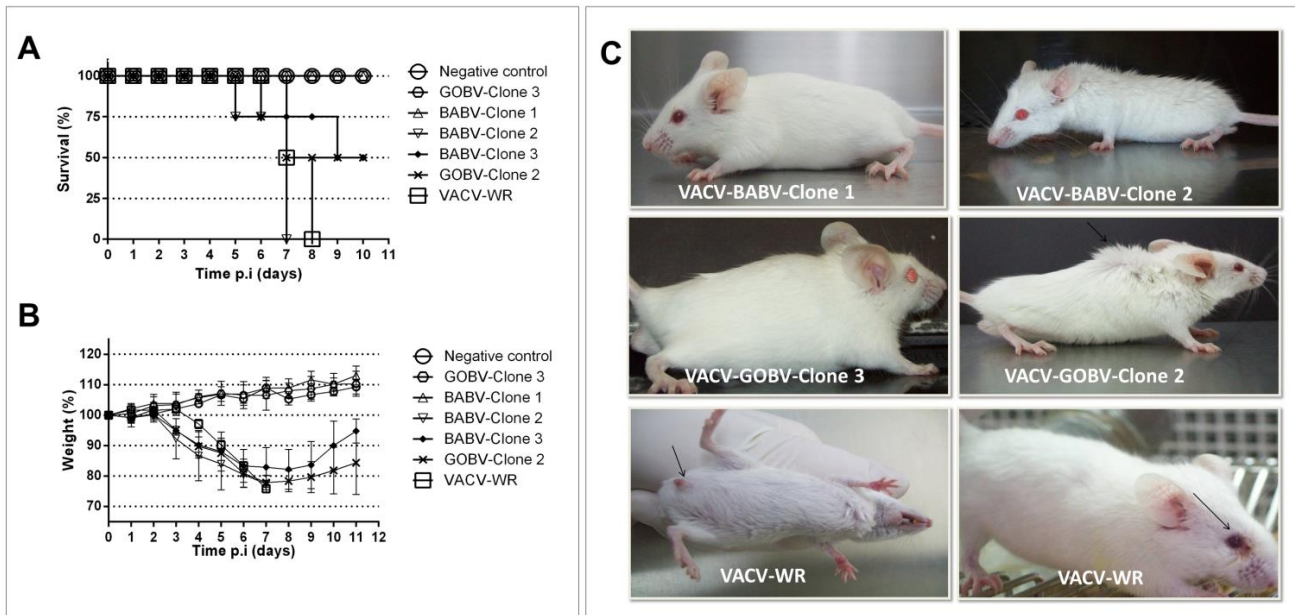 A
Survival (%)
100
75
50
25
0
0 1 2 3 4 5 6 7 8 9 10 11
Time p.i (days)
Negative control
GOBV-Clone 3
BABV-Clone 1
BABV-Clone 2
BABV-Clone 3
GOBV-Clone 2
VACV-WR
B
Weight (%)
120
110
100
90
80
70
0 1 2 3 4 5 6 7 8 9 10 11 12
Time p.i (days)
Negative control
GOBV-Clone 3
BABV-Clone 1
BABV-Clone 2
BABV-Clone 3
GOBV-Clone 2
VACV-WR
C
VACV-BABV-Clone 1
VACV-BABV-Clone 2
VACV-GOBV-Clone 3
VACV-GOBV-Clone 2
VACV-WR
VACV-WR